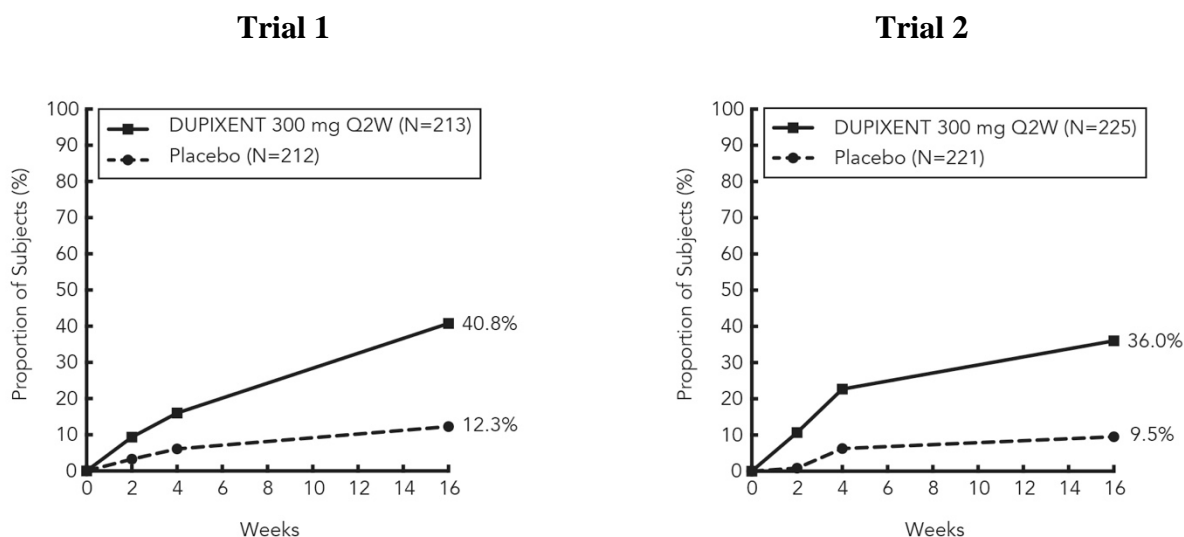 Trial 1
100
90
80
70
60
50
40
30
20
10
0
Proportion of Subjects (%)
DUPIXENT 300 mg Q2W (N=213)
Placebo (N=212)
40.8%
12.3%
0 2 4 6 8 10 12 14 16
Weeks
Trial 2
100
90
80
70
60
50
40
30
20
10
0
Proportion of Subjects (%)
DUPIXENT 300 mg Q2W (N=225)
Placebo (N=221)
36.0%
9.5%
0 2 4 6 8 10 12 14 16
Weeks